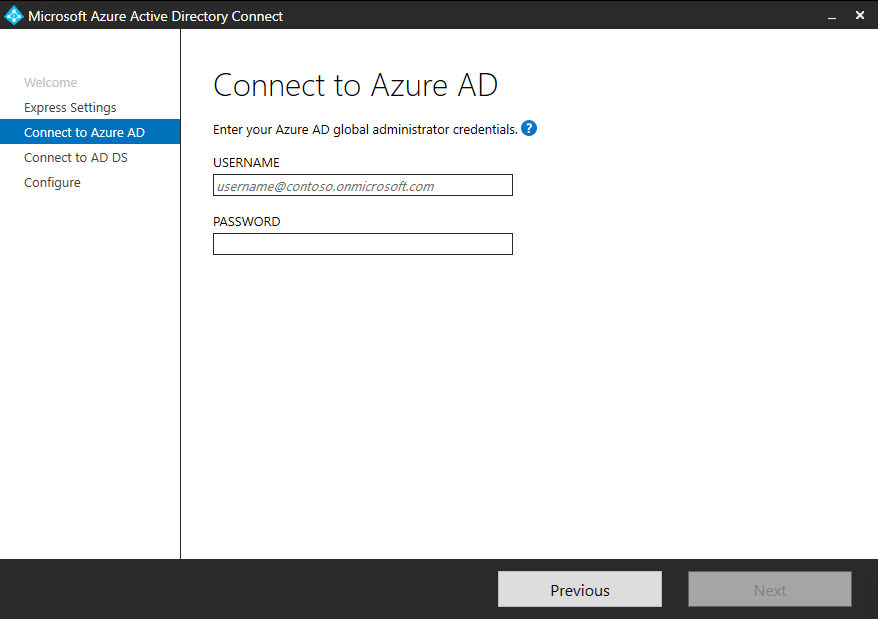 Microsoft Azure Active Directory Connect
Welcome
Express Settings
Connect to Azure AD
Connect to AD DS
Configure
Connect to Azure AD
Enter your Azure AD global administrator credentials. ?
USERNAME
username@contoso.onmicrosoft.com
PASSWORD
Previous
Next